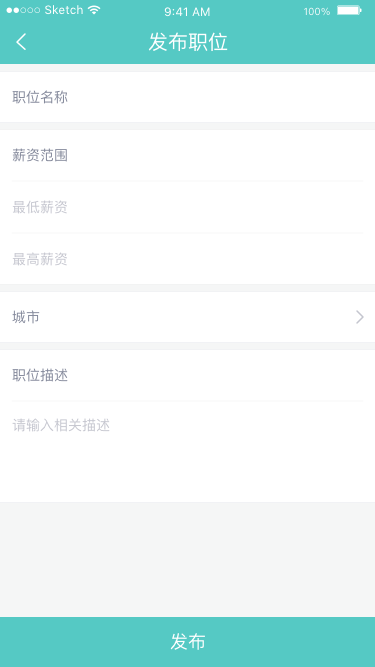 Sketch 9:41 AM 100%
发布职位
职位名称
薪资范围
最低薪资
最高薪资
城市
职位描述
请输入相关描述
发布